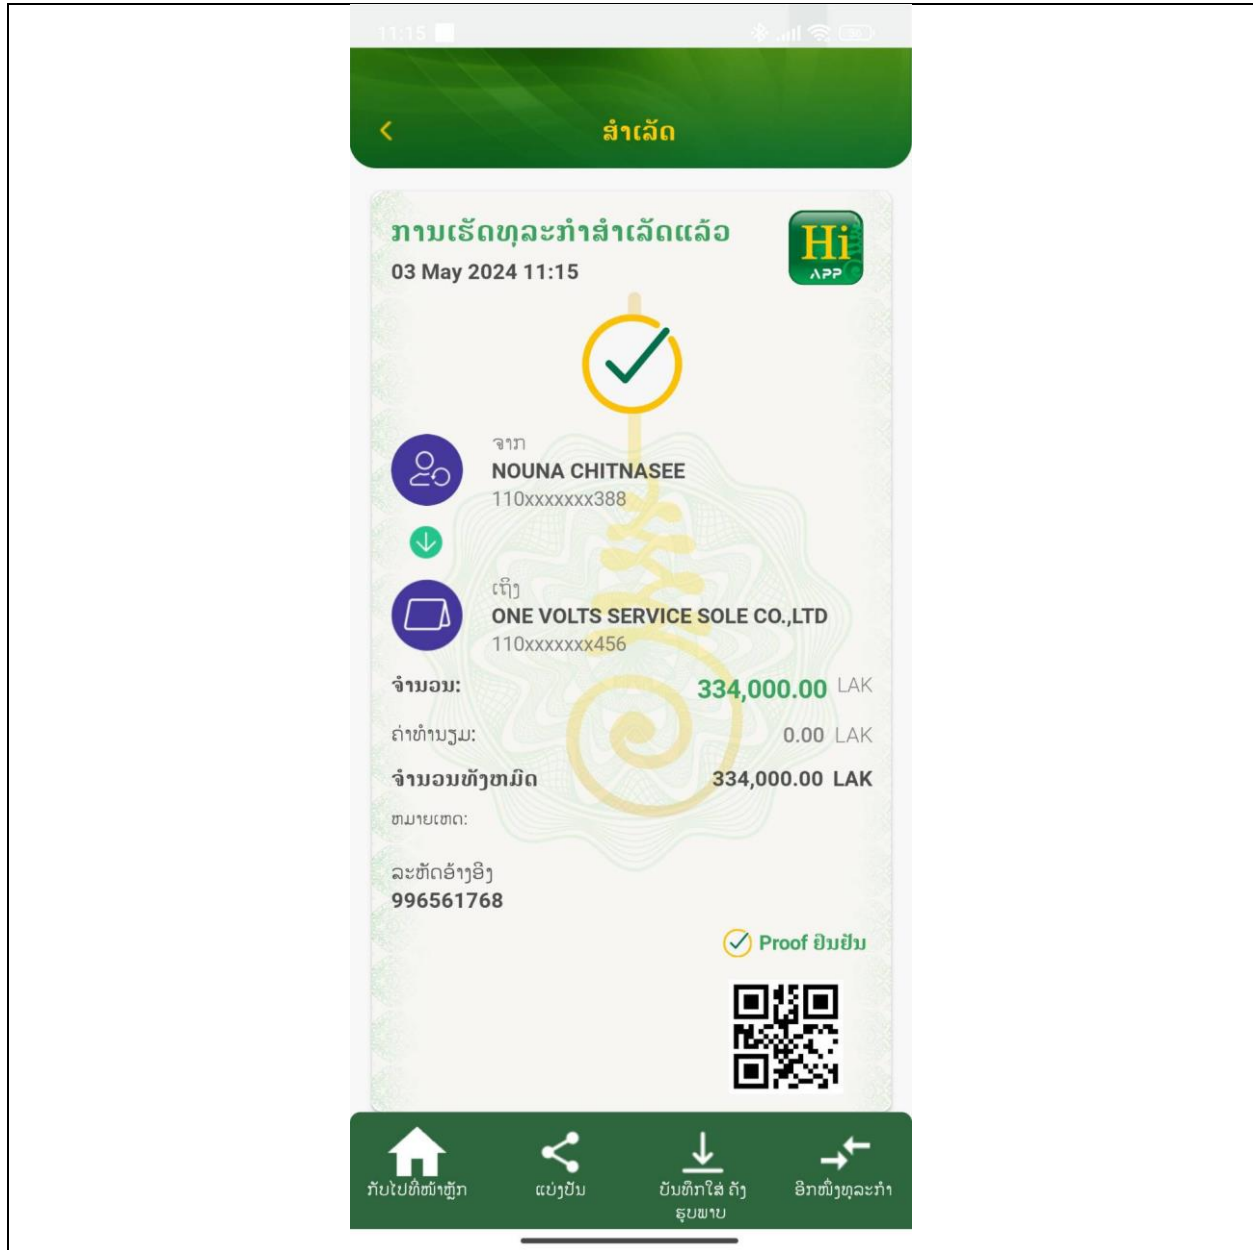 11:15
36
ສຳເລັດ
ການເຮັດທຸລະກຳສຳເລັດແລ້ວ
03 May 2024 11:15
Hi
APP
ຈາກ
NOUNA CHITNASEE
110xxxxxxx388
ເຖິງ
ONE VOLTS SERVICE SOLE CO.,LTD
110xxxxxxx456
ຈຳນວນ: 334,000.00 LAK
ຄ່າທຳນຽມ: 0.00 LAK
ຈຳນວນທັງຫມົດ 334,000.00 LAK
ຫມາຍເຫດ:
ລະຫັດອ້າງອີງ
996561768
Proof ຢືນຢັນ
ກັບໄປທີ່ໜ້າຫຼັກ ແບ່ງປັນ ບັນທຶກໃສ່ ຄັງ ອີກໜຶ່ງທຸລະກຳ
ຮູບພາບ